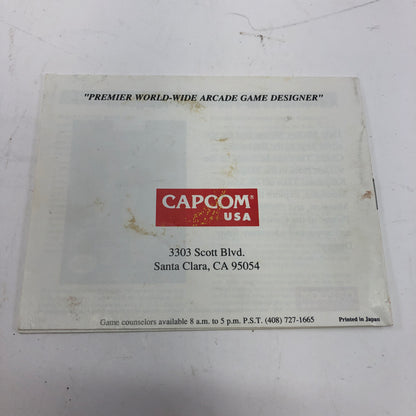 "PREMIER WORLD-WIDE ARCADE GAME DESIGNER"
CAPCOM®
USA
3303 Scott Blvd.
Santa Clara, CA 95054
Game counselors available 8 a.m. to 5 p.m. P.S.T. (408) 727-1665
Printed in Japan